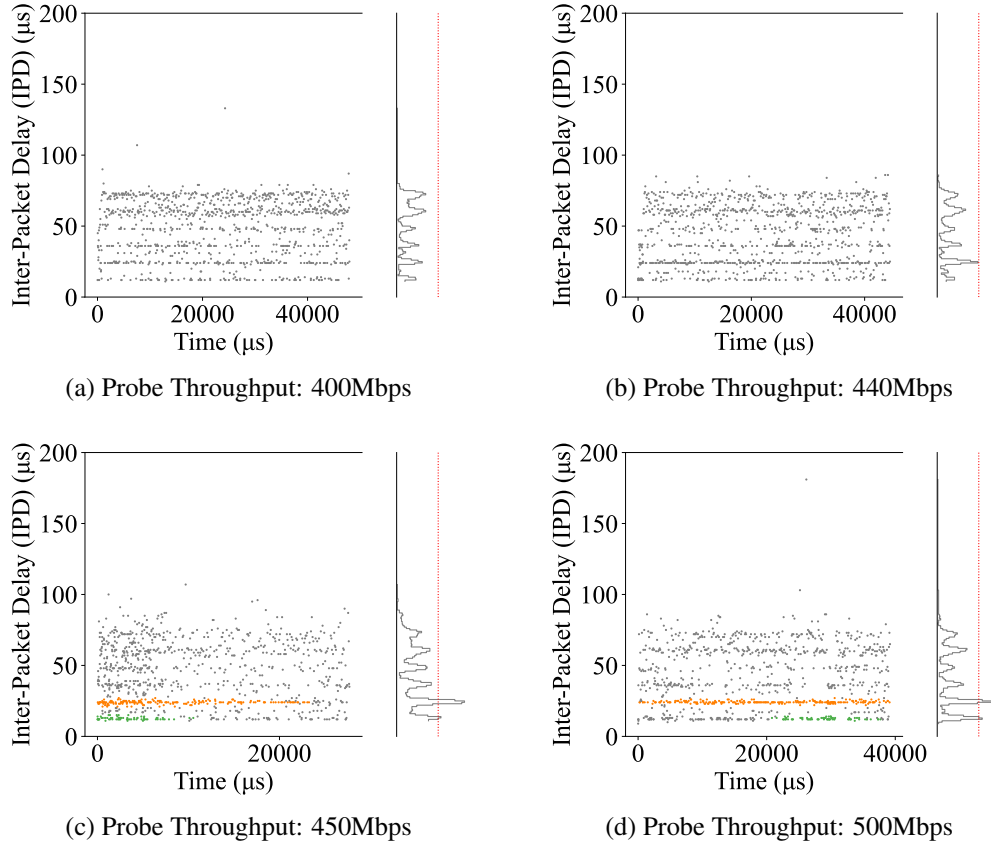 Inter-Packet Delay (IPD) (μs)
200
150
100
50
0
0 20000 40000
Time (μs)
(a) Probe Throughput: 400Mbps
Inter-Packet Delay (IPD) (μs)
200
150
100
50
0
0 20000 40000
Time (μs)
(b) Probe Throughput: 440Mbps
Inter-Packet Delay (IPD) (μs)
200
150
100
50
0
0 20000
Time (μs)
(c) Probe Throughput: 450Mbps
Inter-Packet Delay (IPD) (μs)
200
150
100
50
0
0 20000 40000
Time (μs)
(d) Probe Throughput: 500Mbps